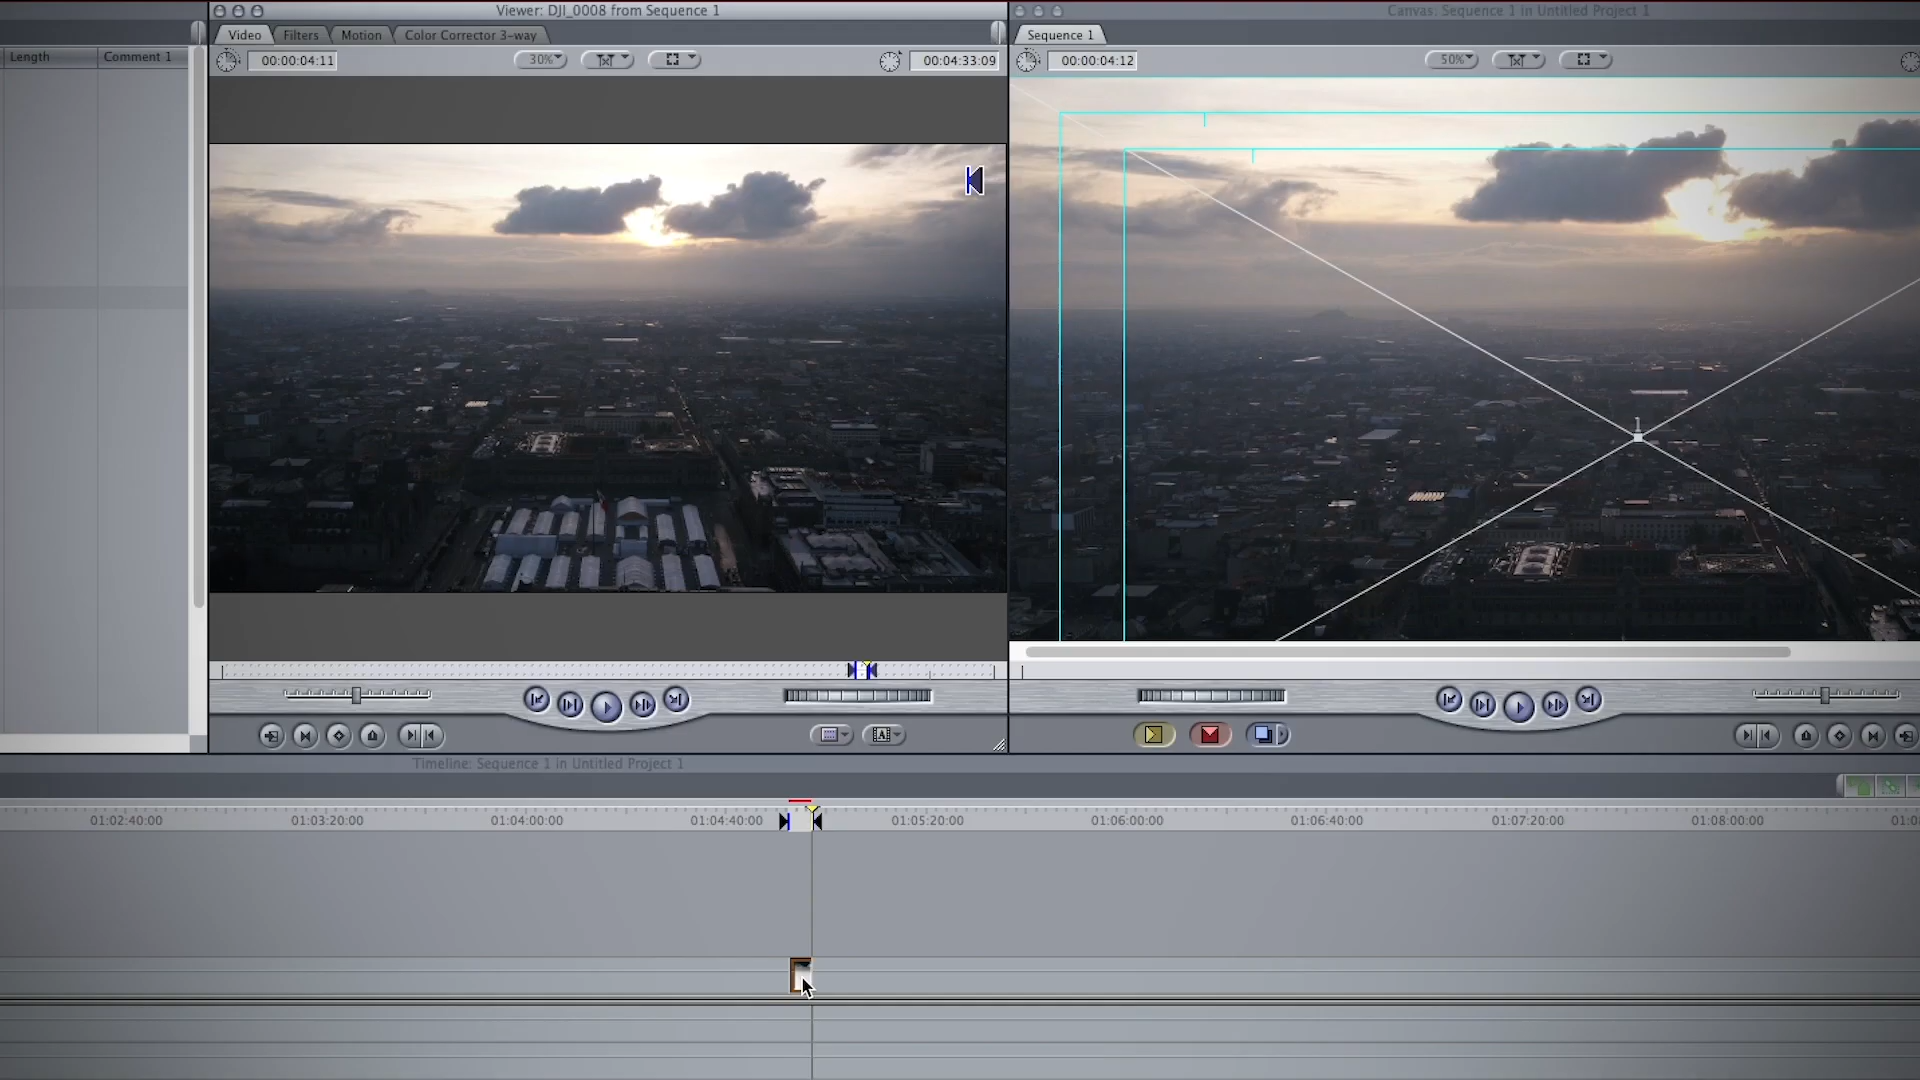 Viewer: DJI_0008 from Sequence 1
Canvas: Sequence 1 in Untitled Project 1
Video
Filters
Motion
Color Corrector 3-way
Sequence 1
Length
Comment 1
00:00:04:11
30%
00:04:33:09
00:00:04:12
50%
1
A
Timeline: Sequence 1 in Untitled Project 1
01:02:40:00
01:03:20:00
01:04:00:00
01:04:40:00
01:05:20:00
01:06:00:00
01:06:40:00
01:07:20:00
01:08:00:00